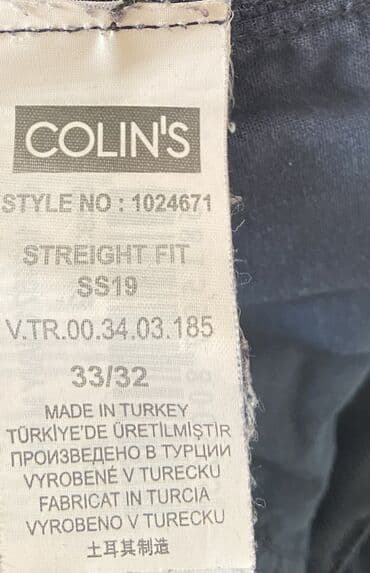 COLIN'S
STYLE NO : 1024671
STREIGHT FIT
SS19
V.TR.00.34.03.185
33/32
MADE IN TURKEY
TÜRKİYE'DE ÜRETİLMİŞTİR
ПРОИЗВЕДЕНО В ТУРЦИИ
VYROBENÉ V TURECKU
FABRICAT IN TURCIA
VYROBENO V TURECKU
土耳其制造